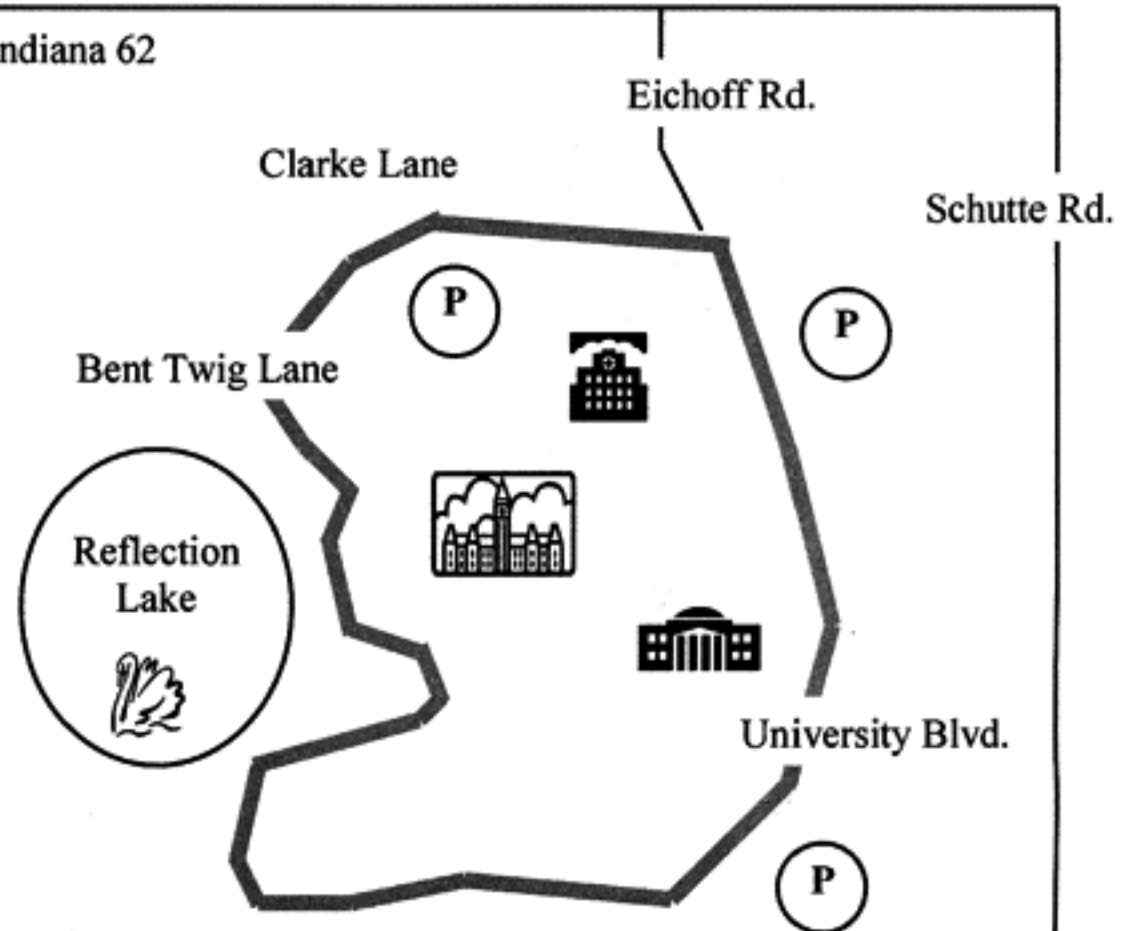 ndiana 62
Eichoff Rd.
Clarke Lane
Schutte Rd.
P
P
Bent Twig Lane
Reflection
Lake
University Blvd.
P